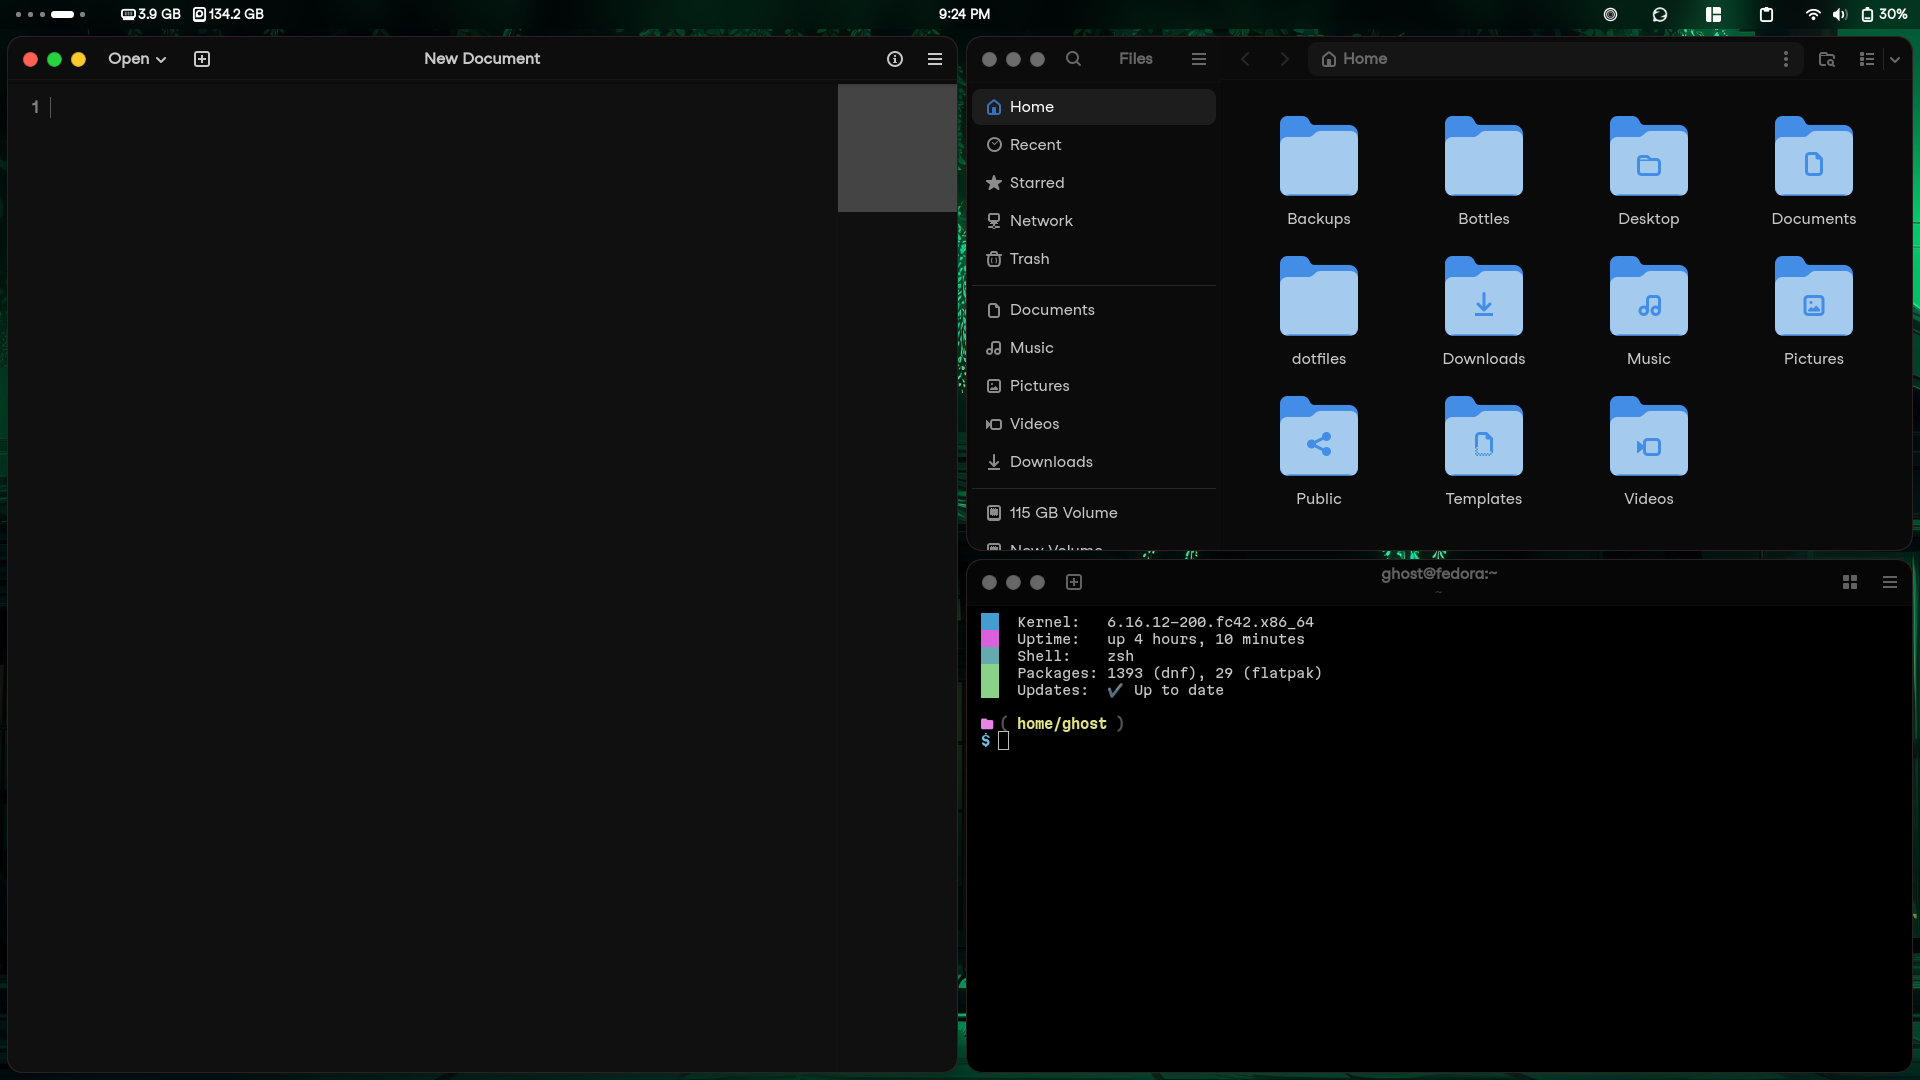 3.9 GB 134.2 GB 9:24 PM 30%
Open New Document
1
Files
Home
Home
Recent
Starred
Network
Trash
Documents
Music
Pictures
Videos
Downloads
115 GB Volume
New Volume
Backups Bottles Desktop Documents
dotfiles Downloads Music Pictures
Public Templates Videos
ghost@fedora:~
~
Kernel: 6.16.12-200.fc42.x86_64
Uptime: up 4 hours, 10 minutes
Shell: zsh
Packages: 1393 (dnf), 29 (flatpak)
Updates: ✔ Up to date
( home/ghost )
$